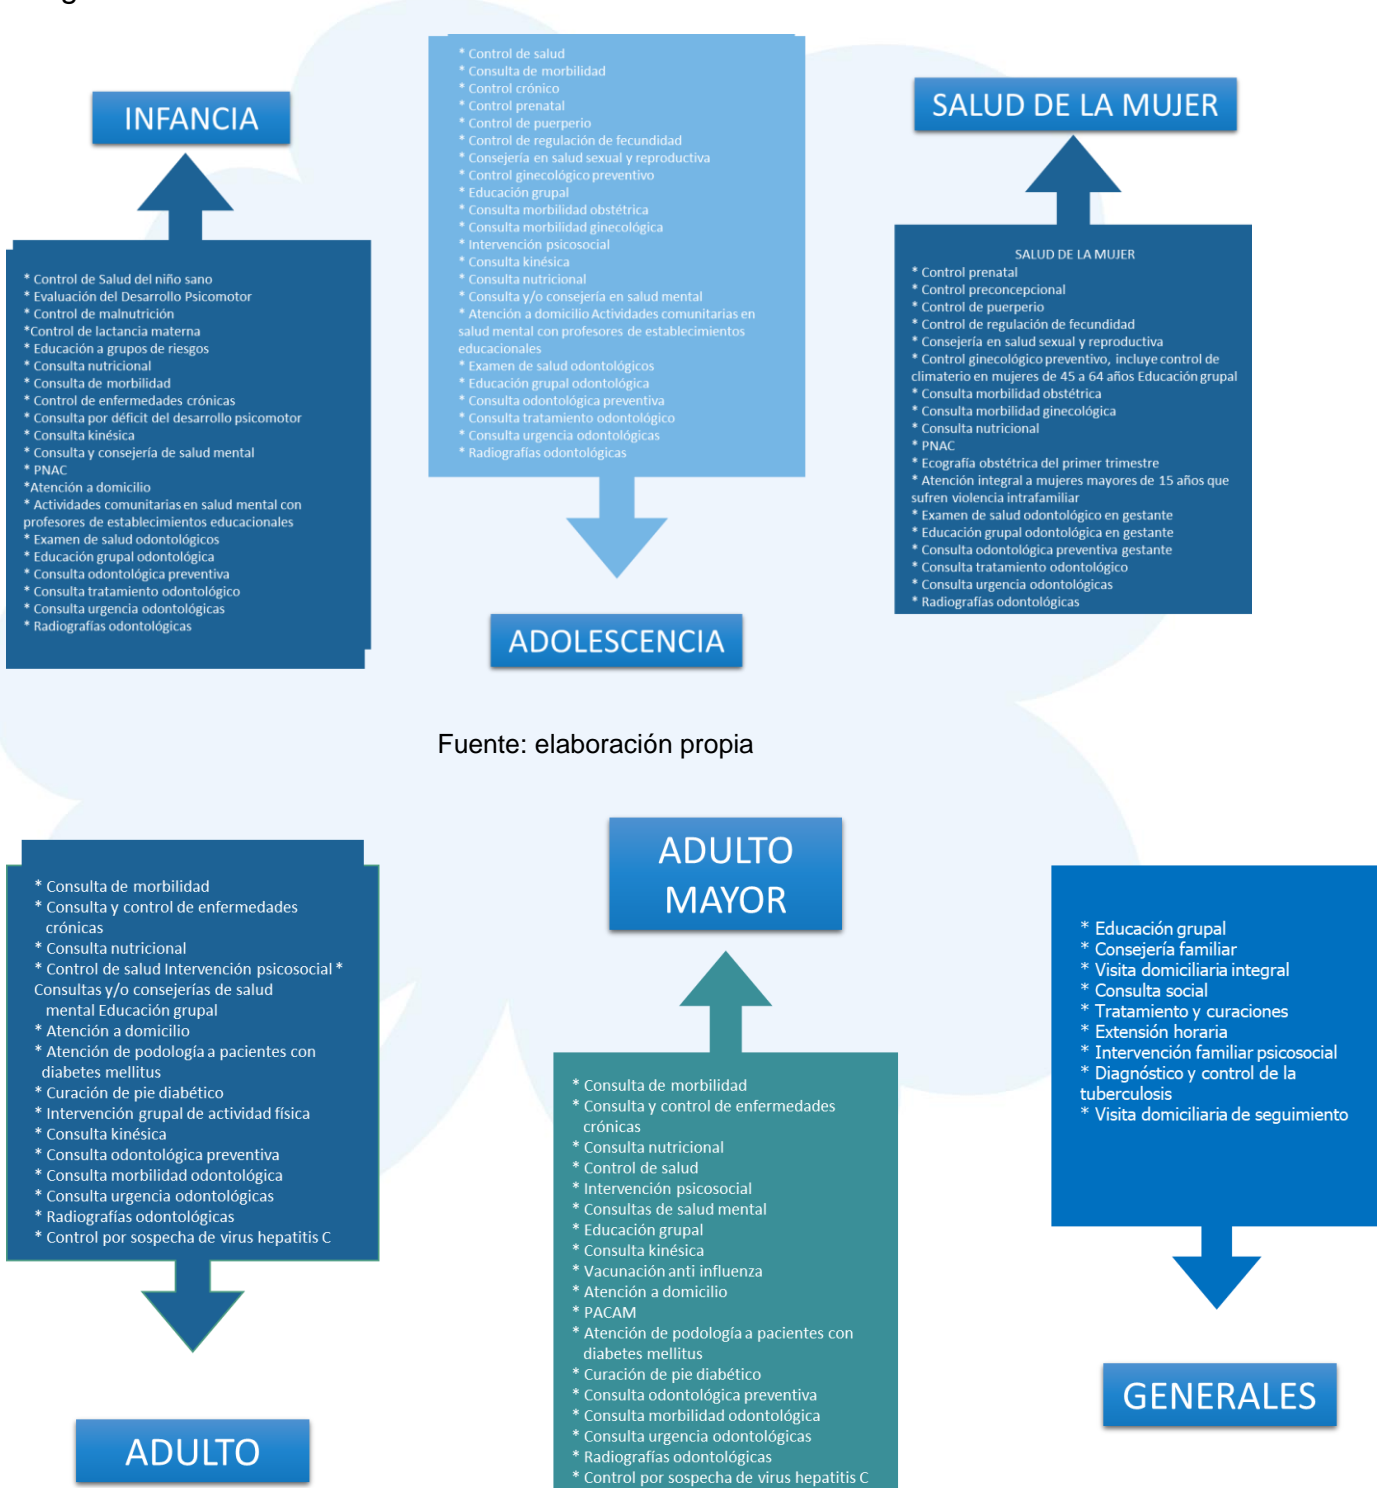 INFANCIA
* Control de Salud del niño sano
* Evaluación del Desarrollo Psicomotor
* Control de malnutrición
*Control de lactancia materna
* Educación a grupos de riesgos
* Consulta nutricional
* Consulta de morbilidad
* Control de enfermedades crónicas
* Consulta por déficit del desarrollo psicomotor
* Consulta kinésica
* Consulta y consejería de salud mental
* PNAC
*Atención a domicilio
* Actividades comunitarias en salud mental con
profesores de establecimientos educacionales
* Examen de salud odontológicos
* Educación grupal odontológica
* Consulta odontológica preventiva
* Consulta tratamiento odontológico
* Consulta urgencia odontológicas
* Radiografías odontológicas
* Control de salud
* Consulta de morbilidad
* Control crónico
* Control prenatal
* Control de puerperio
* Control de regulación de fecundidad
* Consejería en salud sexual y reproductiva
* Control ginecológico preventivo
* Educación grupal
* Consulta morbilidad obstétrica
* Consulta morbilidad ginecológica
* Intervención psicosocial
* Consulta kinésica
* Consulta nutricional
* Consulta y/o consejería en salud mental
* Atención a domicilio Actividades comunitarias en
salud mental con profesores de establecimientos
educacionales
* Examen de salud odontológicos
* Educación grupal odontológica
* Consulta odontológica preventiva
* Consulta tratamiento odontológico
* Consulta urgencia odontológicas
* Radiografías odontológicas
ADOLESCENCIA
SALUD DE LA MUJER
SALUD DE LA MUJER
* Control prenatal
* Control preconcepcional
* Control de puerperio
* Control de regulación de fecundidad
* Consejería en salud sexual y reproductiva
* Control ginecológico preventivo, incluye control de
climaterio en mujeres de 45 a 64 años Educación grupal
* Consulta morbilidad obstétrica
* Consulta morbilidad ginecológica
* Consulta nutricional
* PNAC
* Ecografía obstétrica del primer trimestre
* Atención integral a mujeres mayores de 15 años que
sufren violencia intrafamiliar
* Examen de salud odontológico en gestante
* Educación grupal odontológica en gestante
* Consulta odontológica preventiva gestante
* Consulta tratamiento odontológico
* Consulta urgencia odontológicas
* Radiografías odontológicas
Fuente: elaboración propia
* Consulta de morbilidad
* Consulta y control de enfermedades
crónicas
* Consulta nutricional
* Control de salud Intervención psicosocial *
Consultas y/o consejerías de salud
mental Educación grupal
* Atención a domicilio
* Atención de podología a pacientes con
diabetes mellitus
* Curación de pie diabético
* Intervención grupal de actividad física
* Consulta kinésica
* Consulta odontológica preventiva
* Consulta morbilidad odontológica
* Consulta urgencia odontológicas
* Radiografías odontológicas
* Control por sospecha de virus hepatitis C
ADULTO
ADULTO
MAYOR
* Consulta de morbilidad
* Consulta y control de enfermedades
crónicas
* Consulta nutricional
* Control de salud
* Intervención psicosocial
* Consultas de salud mental
* Educación grupal
* Consulta kinésica
* Vacunación anti influenza
* Atención a domicilio
* PACAM
* Atención de podología a pacientes con
diabetes mellitus
* Curación de pie diabético
* Consulta odontológica preventiva
* Consulta morbilidad odontológica
* Consulta urgencia odontológicas
* Radiografías odontológicas
* Control por sospecha de virus hepatitis C
* Educación grupal
* Consejería familiar
* Visita domiciliaria integral
* Consulta social
* Tratamiento y curaciones
* Extensión horaria
* Intervención familiar psicosocial
* Diagnóstico y control de la
tuberculosis
* Visita domiciliaria de seguimiento
GENERALES